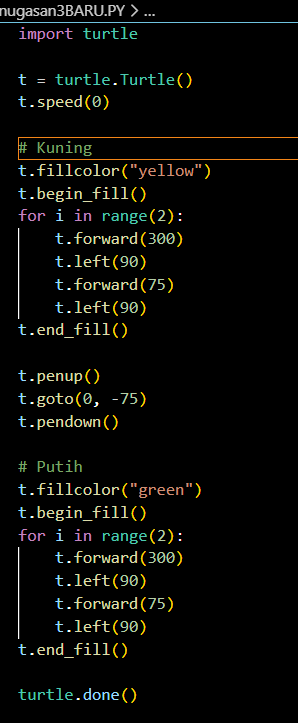 nugasan3BARU.PY > ...
import turtle
t = turtle.Turtle()
t.speed(0)
# Kuning
t.fillcolor("yellow")
t.begin_fill()
for i in range(2):
    t.forward(300)
    t.left(90)
    t.forward(75)
    t.left(90)
t.end_fill()
t.penup()
t.goto(0, -75)
t.pendown()
# Putih
t.fillcolor("green")
t.begin_fill()
for i in range(2):
    t.forward(300)
    t.left(90)
    t.forward(75)
    t.left(90)
t.end_fill()
turtle.done()